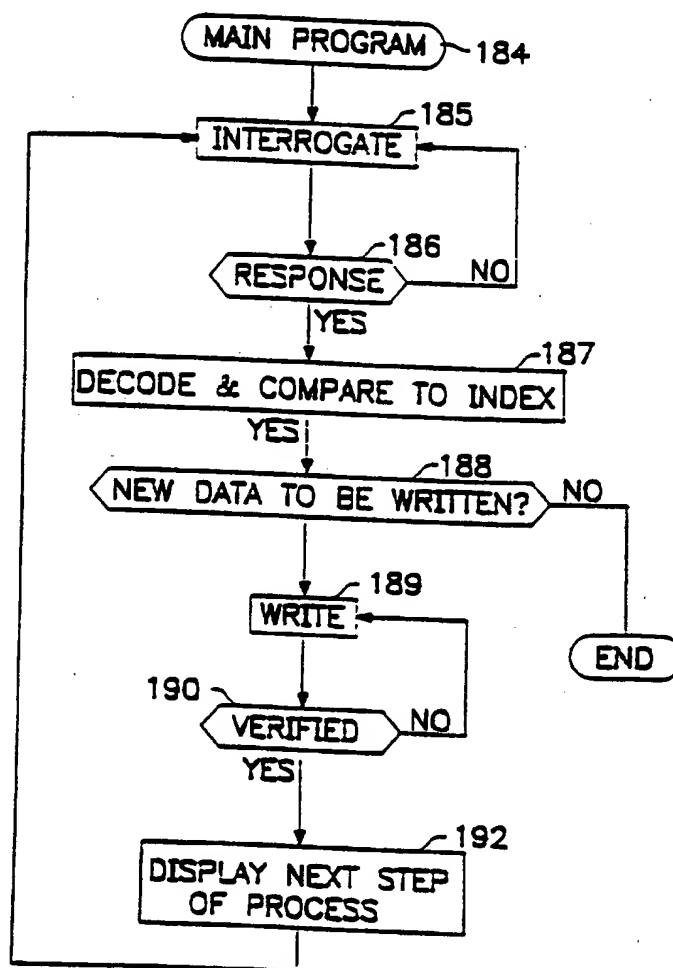 MAIN PROGRAM
184
185
INTERROGATE
186
RESPONSE
NO
YES
187
DECODE & COMPARE TO INDEX
YES
188
NEW DATA TO BE WRITTEN?
NO
189
WRITE
END
190
VERIFIED
NO
YES
192
DISPLAY NEXT STEP
OF PROCESS